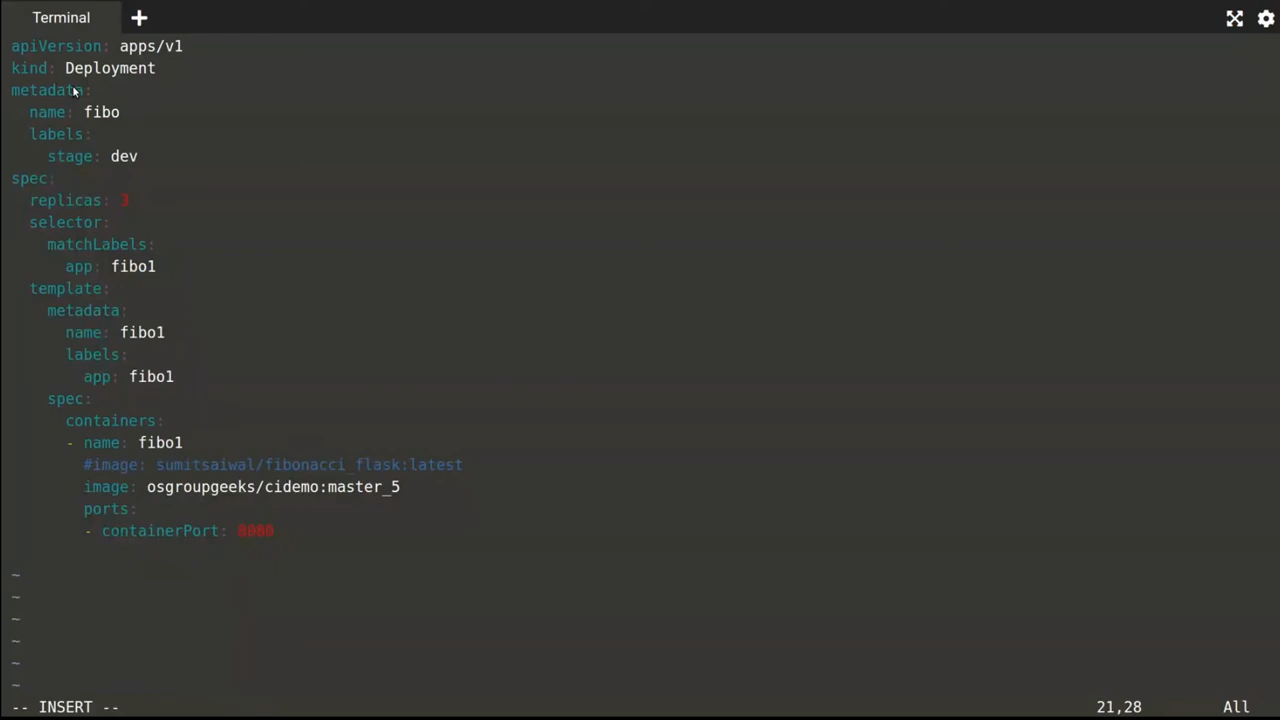 Terminal +
apiVersion: apps/v1
kind: Deployment
metadata:
  name: fibo
  labels:
    stage: dev
spec:
  replicas: 3
  selector:
    matchLabels:
      app: fibo1
  template:
    metadata:
      name: fibo1
      labels:
        app: fibo1
    spec:
      containers:
      - name: fibo1
        #image: sumitsaiwal/fibonacci_flask:latest
        image: osgroupgeeks/cidemo:master_5
        ports:
        - containerPort: 8080
~
~
~
~
~
~
-- INSERT -- 21,28 All